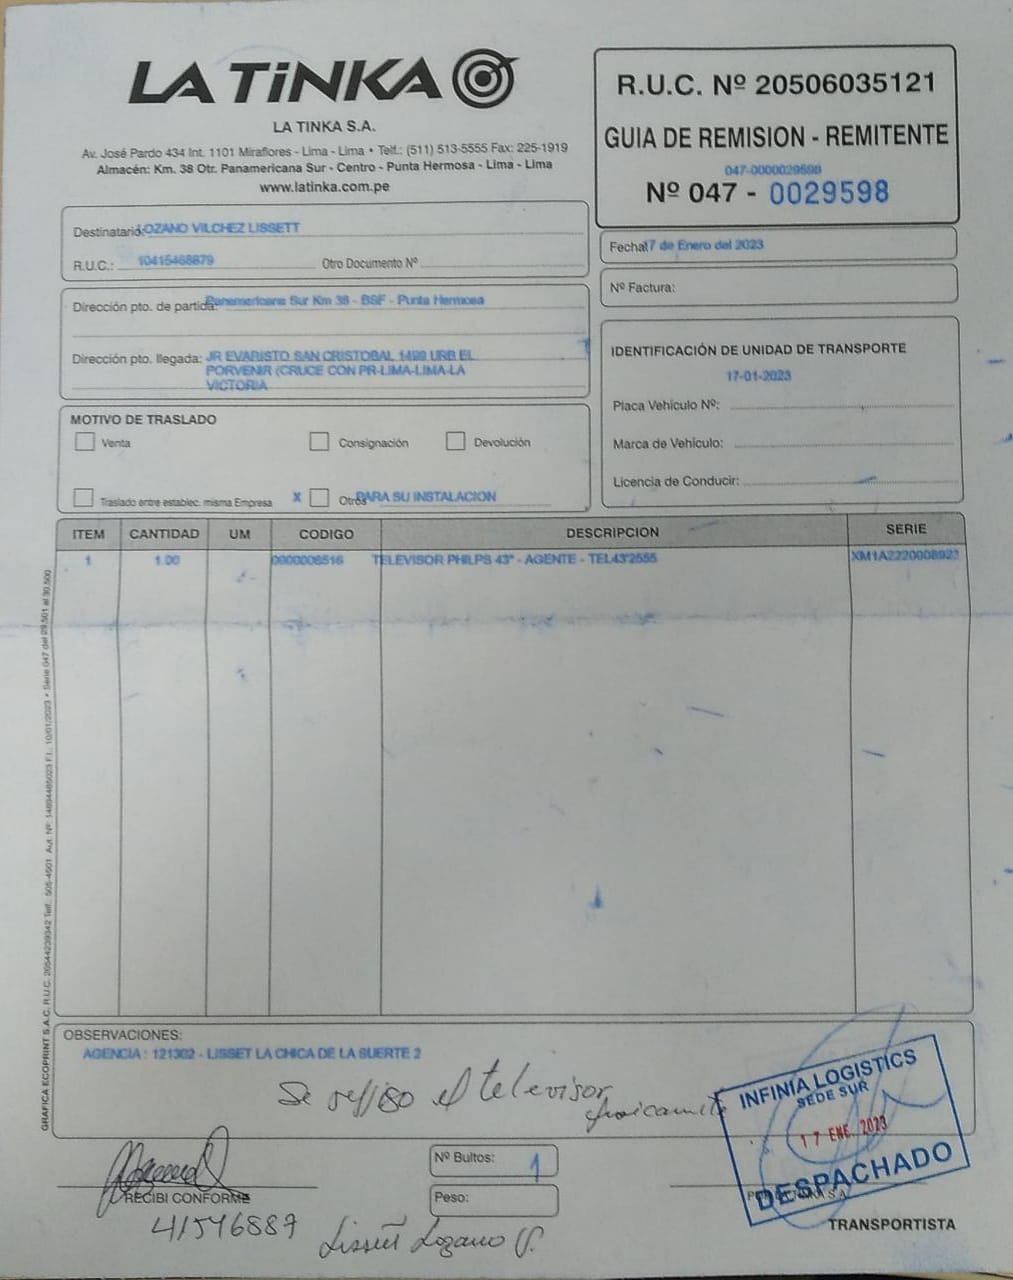 LA TiNKA
LA TINKA S.A.
Av. José Pardo 434 Int. 1101 Miraflores - Lima - Lima • Telf.: (511) 513-5555 Fax: 225-1919
Almacén: Km. 38 Otr. Panamericana Sur - Centro - Punta Hermosa - Lima - Lima
www.latinka.com.pe
R.U.C. Nº 20506035121
GUIA DE REMISION - REMITENTE
047-0000029598
Nº 047 - 0029598
Destinatario: LOZANO VILCHEZ LISSETT
R.U.C.: 10415468879 Otro Documento Nº
Fecha: 17 de Enero del 2023
Nº Factura:
Dirección pto. de partida: Panamericana Sur Km 38 - BSF - Punta Hermosa
Dirección pto. llegada: JR EVARISTO SAN CRISTOBAL 1499 URB EL
PORVENIR (CRUCE CON PR-LIMA-LIMA-LA
VICTORIA
IDENTIFICACIÓN DE UNIDAD DE TRANSPORTE
17-01-2023
Placa Vehículo Nº:
Marca de Vehículo:
Licencia de Conducir:
MOTIVO DE TRASLADO
Venta Consignación Devolución
Traslado entre establec. misma Empresa X Otros PARA SU INSTALACION
ITEM CANTIDAD UM CODIGO DESCRIPCION SERIE
1 1.00 0000008516 TELEVISOR PHILPS 43" - AGENTE - TEL43'2555 XM1A2220008923
GRAFICA ECOPRINT S.A.C. R.U.C. 20544239342 Telf.: 505-4501 Aut. Nº: 14894485023 F.I.: 10/01/2023 • Serie 047 del 29,501 al 30,500
OBSERVACIONES:
AGENCIA : 121302 - LISSET LA CHICA DE LA SUERTE 2
Se reviso el televisor
fisicamente
INFINIA LOGISTICS
SEDE SUR
17 ENE. 2023
DESPACHADO
RECIBI CONFORME
41546887
Nº Bultos: 1
Peso:
Lissett Lozano V.
TRANSPORTISTA